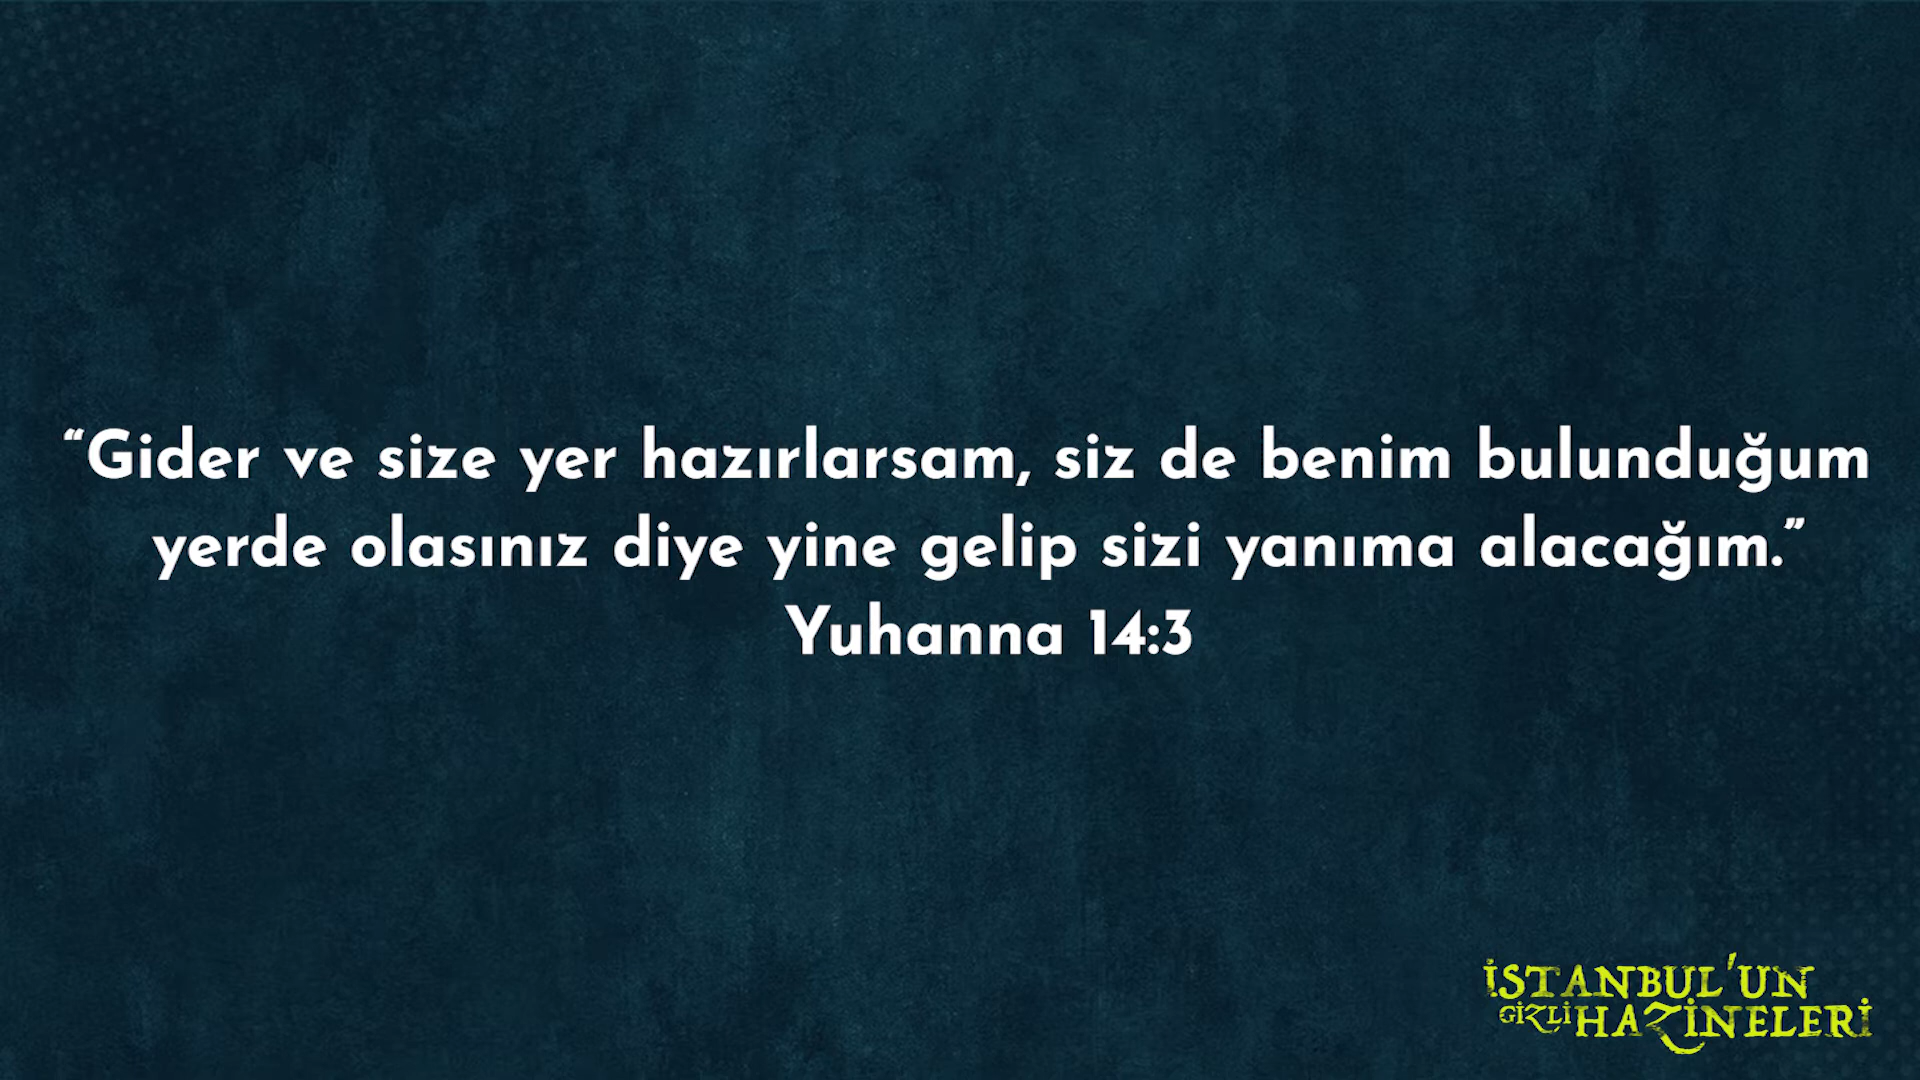 “Gider ve size yer hazırlarsam, siz de benim bulunduğum
yerde olasınız diye yine gelip sizi yanıma alacağım.”
Yuhanna 14:3
İSTANBUL'UN
GİZLİ HAZİNELERİ